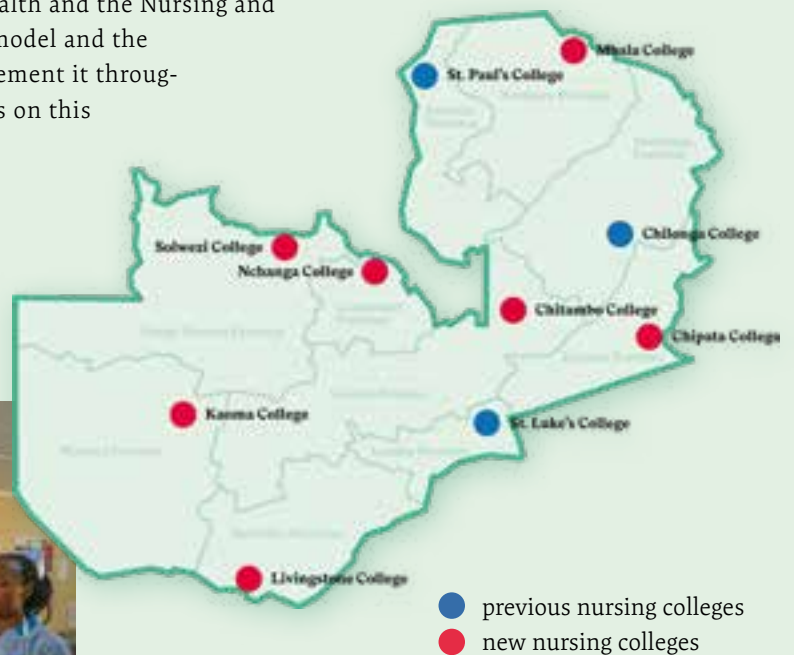 alth and the Nursing and
nodel and the
ement it throug-
s on this
Mbala College
St. Paul's College
Chilonga College
Solwezi College
Nchanga College
Chitambo College
Chipata College
Kaoma College
St. Luke's College
Livingstone College
previous nursing colleges
new nursing colleges